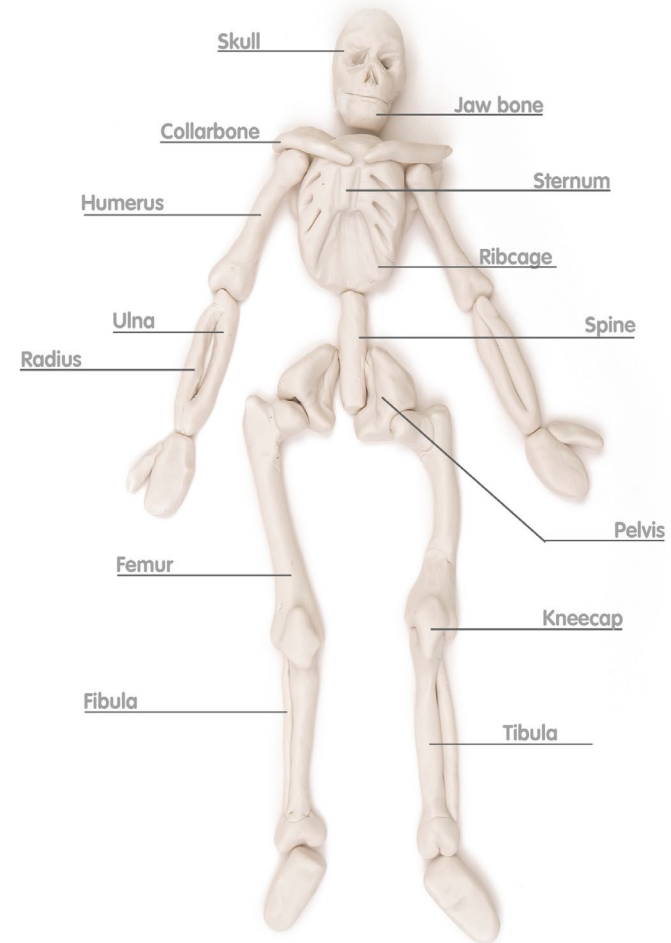 Skull
Jaw bone
Collarbone
Sternum
Humerus
Ribcage
Ulna
Spine
Radius
Pelvis
Femur
Kneecap
Fibula
Tibula